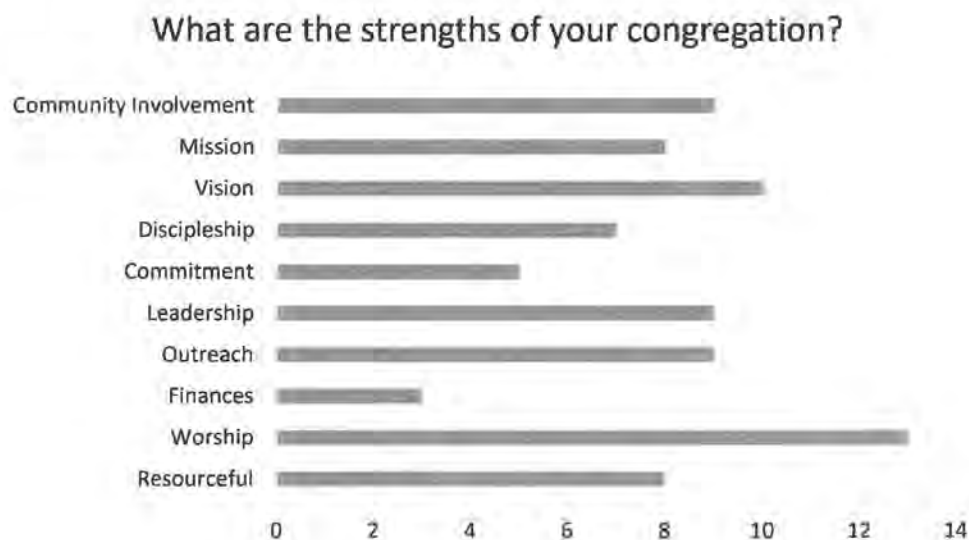 What are the strengths of your congregation?
Community Involvement
Mission
Vision
Discipleship
Commitment
Leadership
Outreach
Finances
Worship
Resourceful
0 2 4 6 8 10 12 14